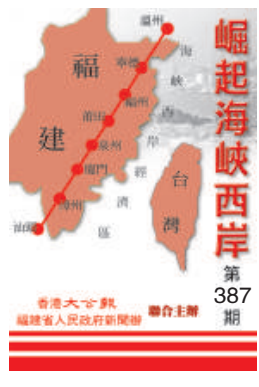 崛起海峽西岸
第
387
期
溫州
寧德
福州
莆田
泉州
廈門
漳州
汕頭
福建
海峽西岸經濟區
台灣
香港大公報
福建省人民政府新聞辦
聯合主辦